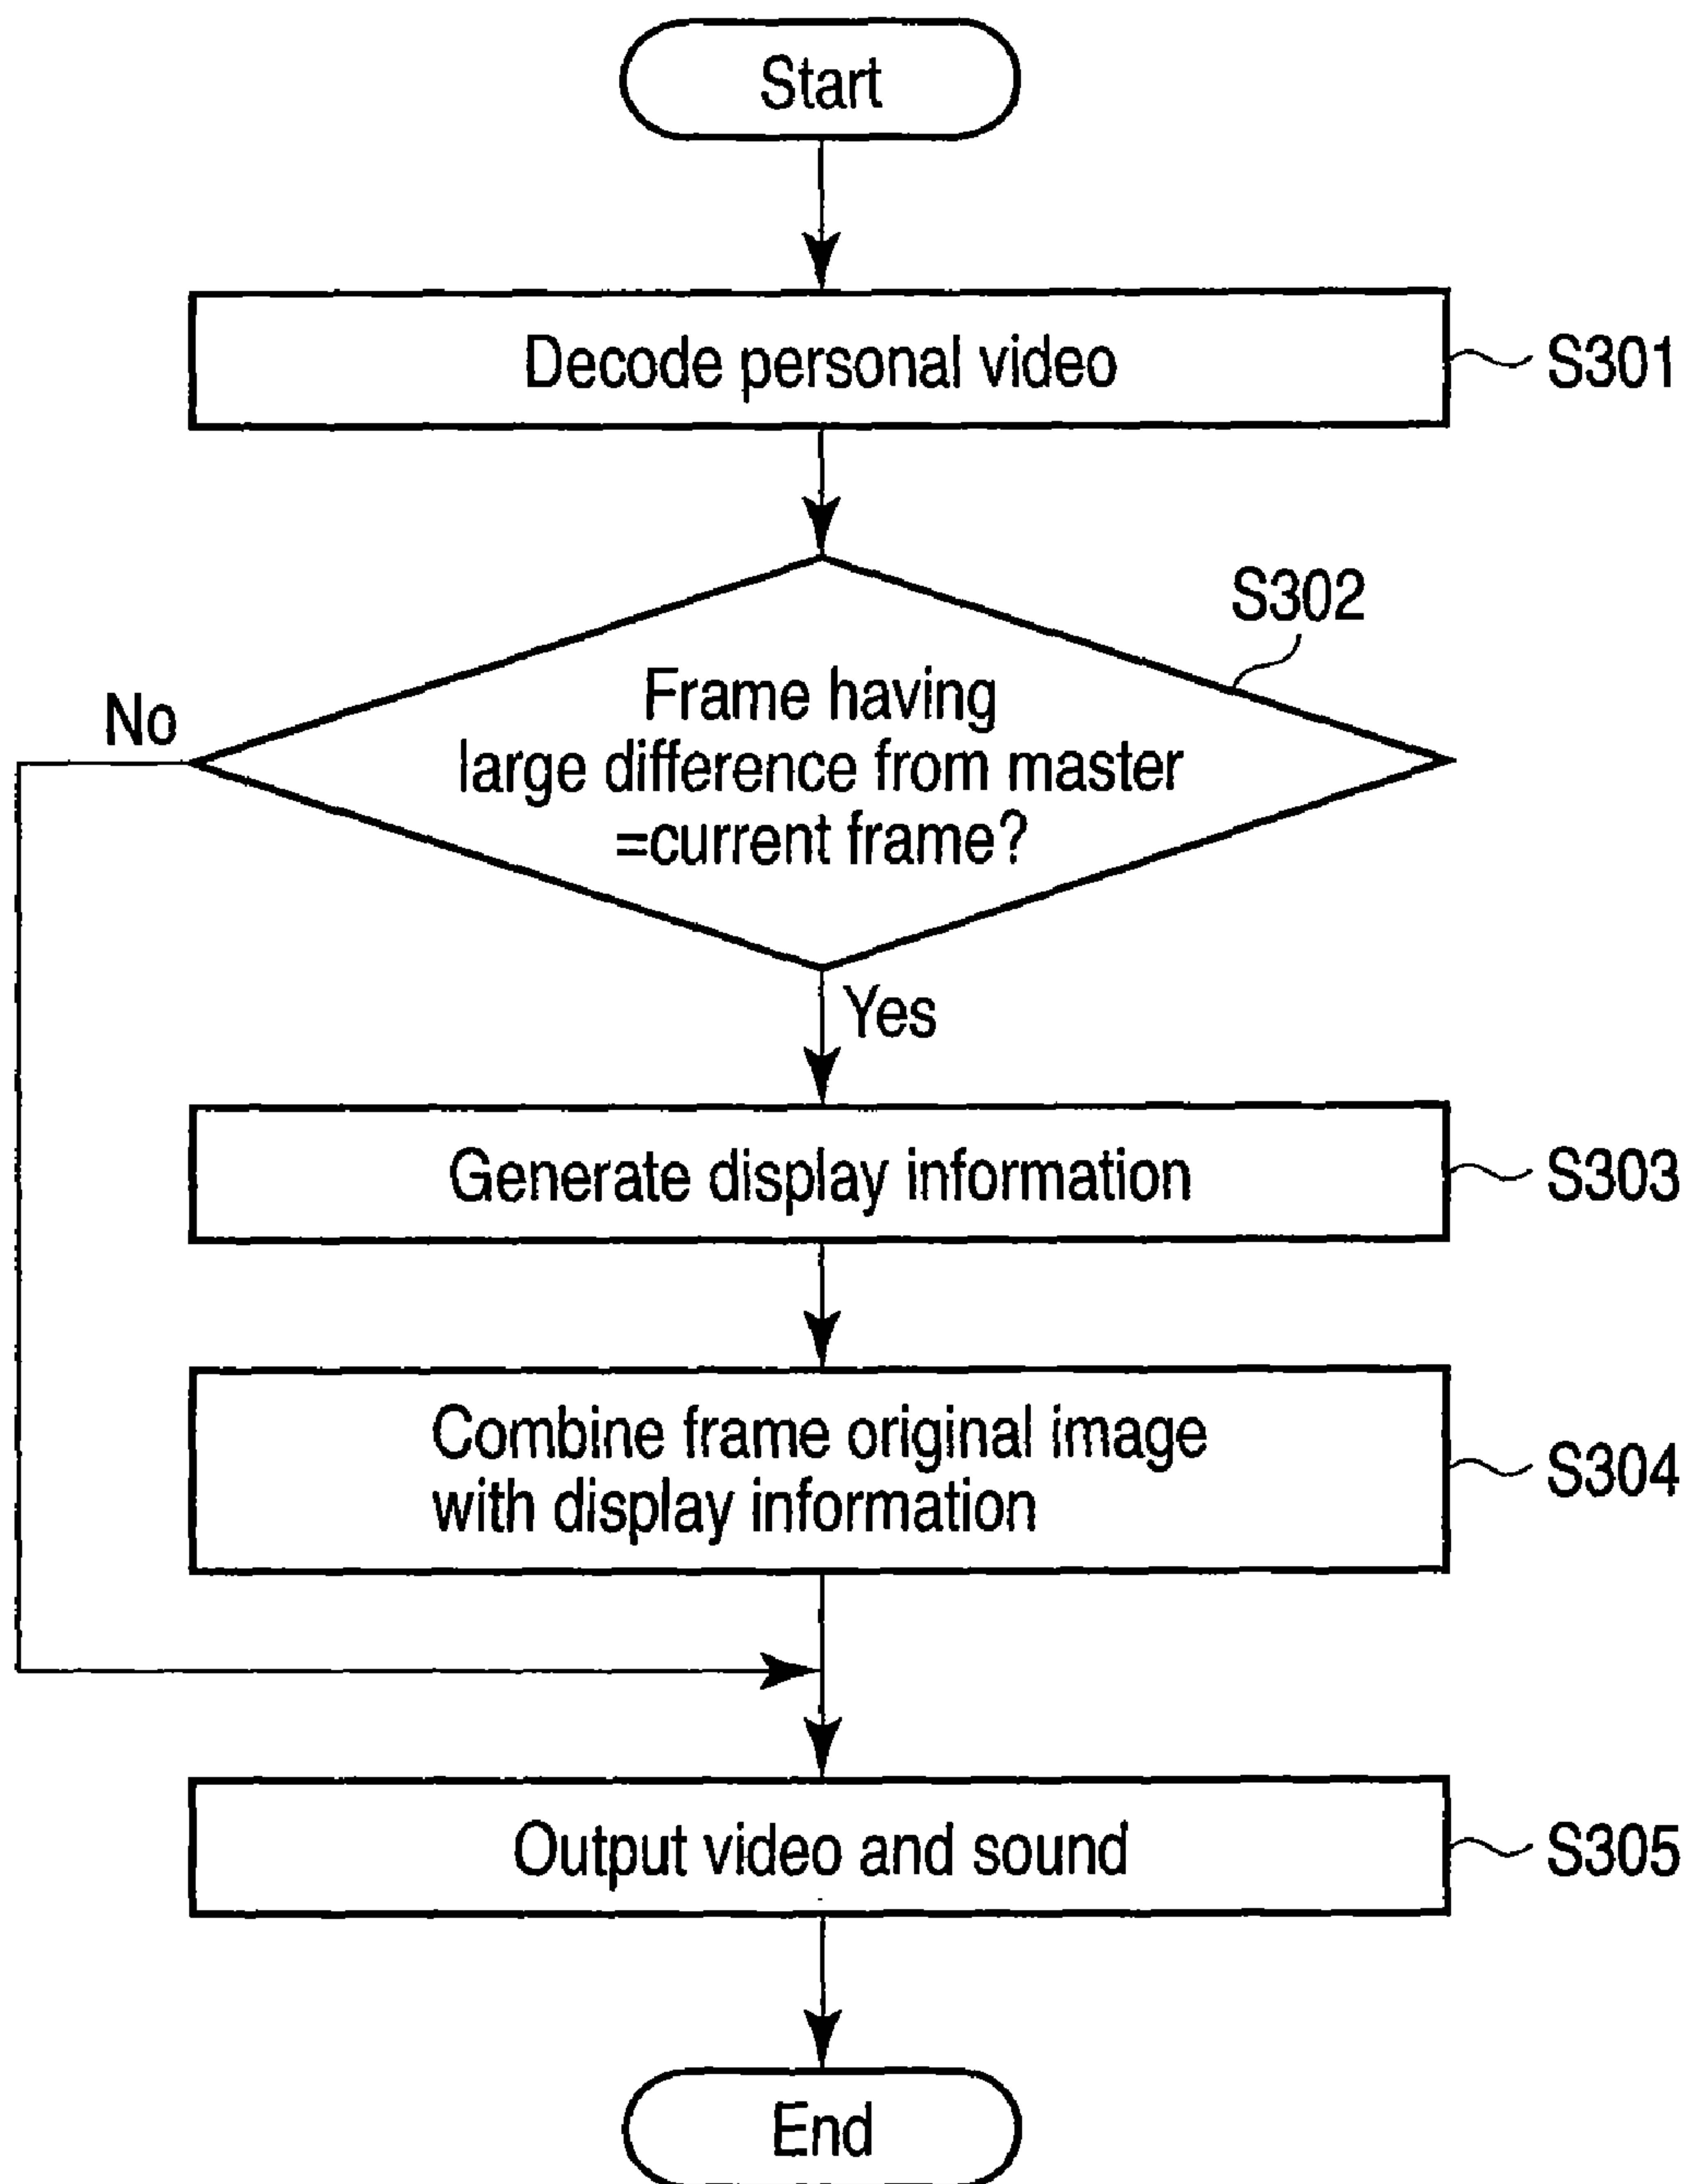 Start
Decode personal video
S301
S302
Frame having
large difference from master
=current frame?
No
Yes
Generate display information
S303
Combine frame original image
with display information
S304
Output video and sound
S305
End